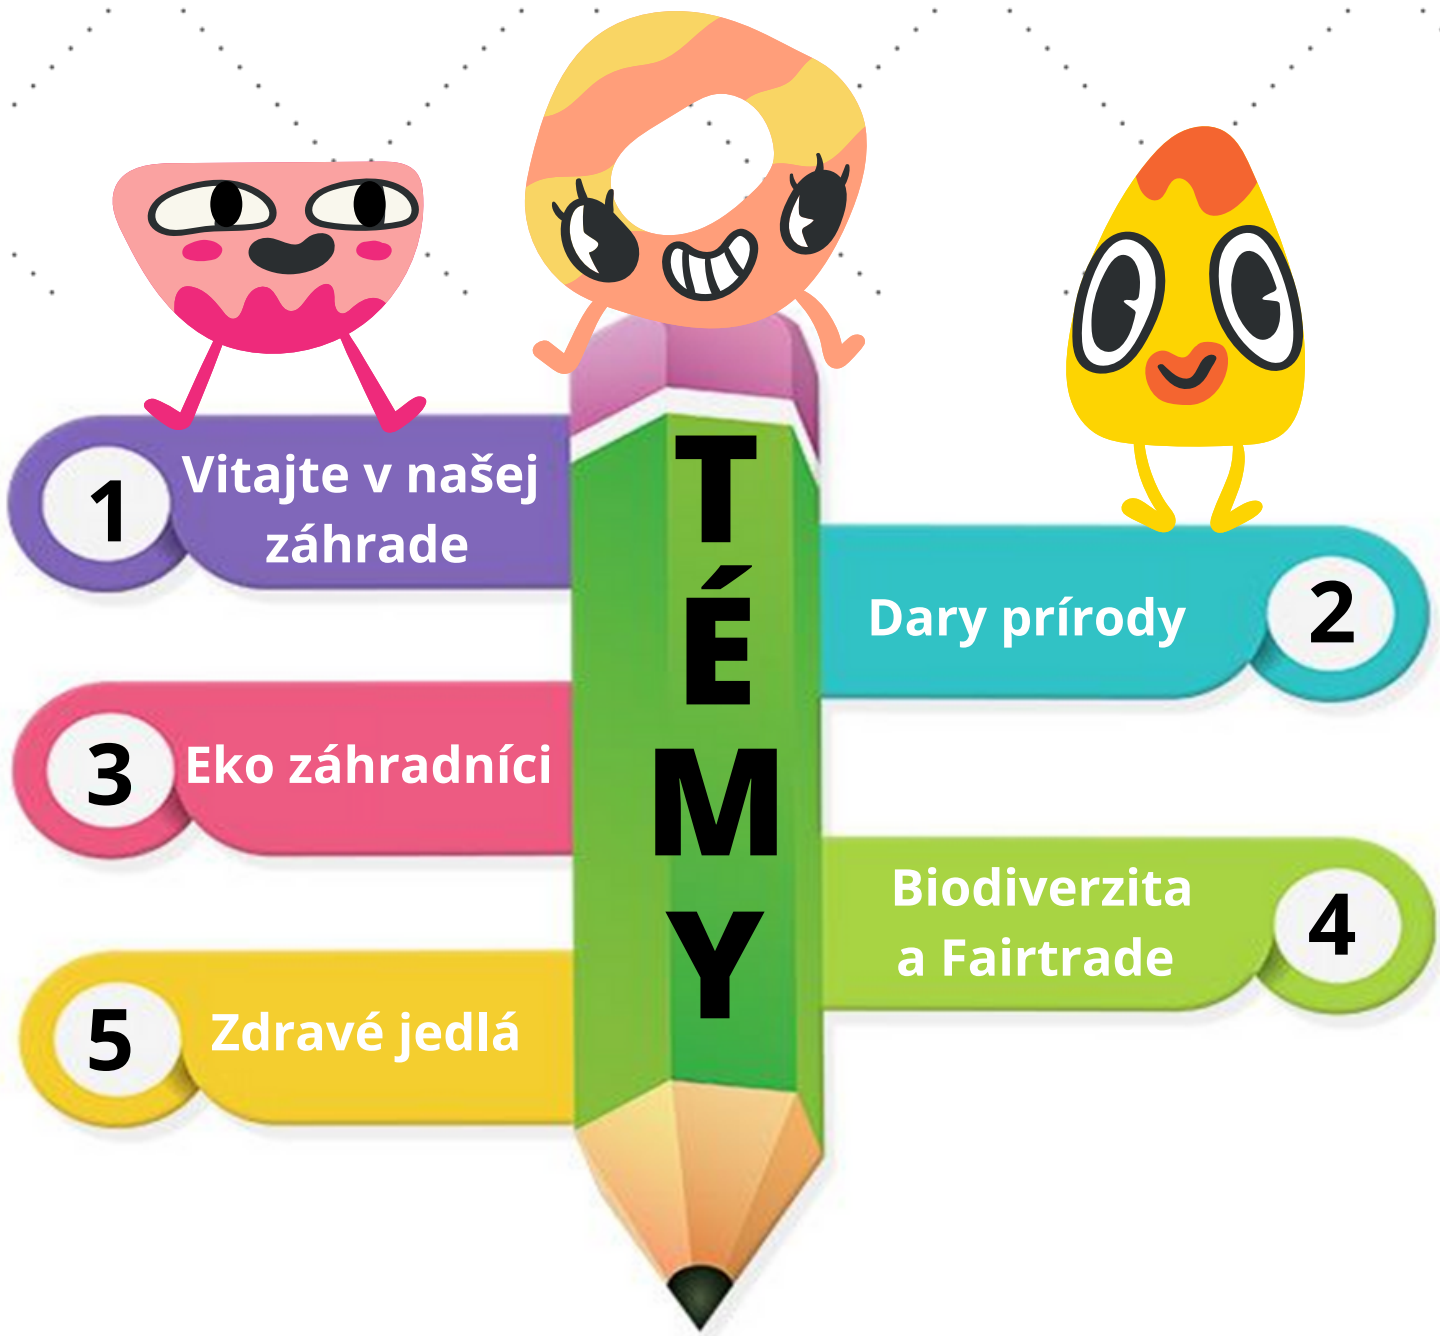 TÉMY
1
Vitajte v našej
záhrade
2
Dary prírody
3
Eko záhradníci
4
Biodiverzita
a Fairtrade
5
Zdravé jedlá